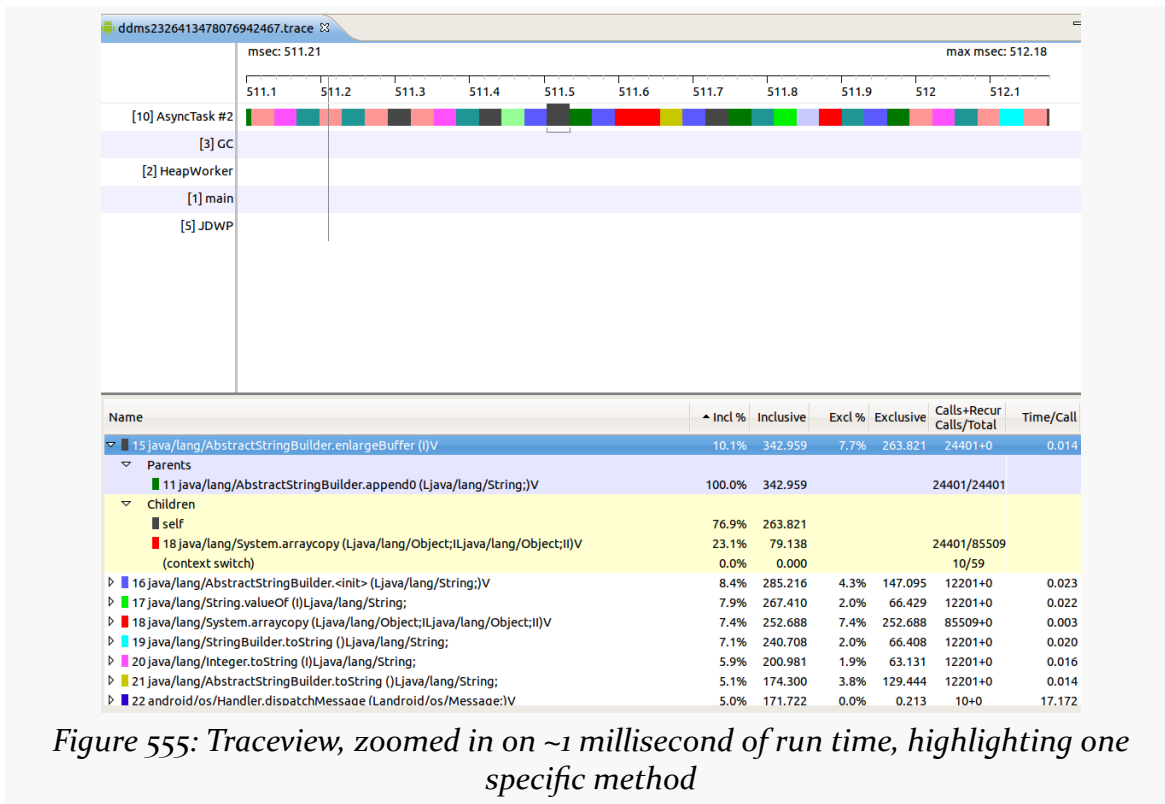 ddms2326413478076942467.trace
msec: 511.21 max msec: 512.18
511.1 511.2 511.3 511.4 511.5 511.6 511.7 511.8 511.9 512 512.1
[10] AsyncTask #2
[3] GC
[2] HeapWorker
[1] main
[5] JDWP
Name Incl % Inclusive Excl % Exclusive Calls+Recur Calls/Total Time/Call
15 java/lang/AbstractStringBuilder.enlargeBuffer (I)V 10.1% 342.959 7.7% 263.821 24401+0 0.014
Parents
11 java/lang/AbstractStringBuilder.append0 (Ljava/lang/String;)V 100.0% 342.959 24401/24401
Children
self 76.9% 263.821
18 java/lang/System.arraycopy (Ljava/lang/Object;ILjava/lang/Object;II)V 23.1% 79.138 24401/85509
(context switch) 0.0% 0.000 10/59
16 java/lang/AbstractStringBuilder.<init> (Ljava/lang/String;)V 8.4% 285.216 4.3% 147.095 12201+0 0.023
17 java/lang/String.valueOf (I)Ljava/lang/String; 7.9% 267.410 2.0% 66.429 12201+0 0.022
18 java/lang/System.arraycopy (Ljava/lang/Object;ILjava/lang/Object;II)V 7.4% 252.688 7.4% 252.688 85509+0 0.003
19 java/lang/StringBuilder.toString ()Ljava/lang/String; 7.1% 240.708 2.0% 66.408 12201+0 0.020
20 java/lang/Integer.toString (I)Ljava/lang/String; 5.9% 200.981 1.9% 63.131 12201+0 0.016
21 java/lang/AbstractStringBuilder.toString ()Ljava/lang/String; 5.1% 174.300 3.8% 129.444 12201+0 0.014
22 android/os/Handler.dispatchMessage (Landroid/os/Message;)V 5.0% 171.722 0.0% 0.213 10+0 17.172
Figure 555: Traceview, zoomed in on ~1 millisecond of run time, highlighting one
specific method